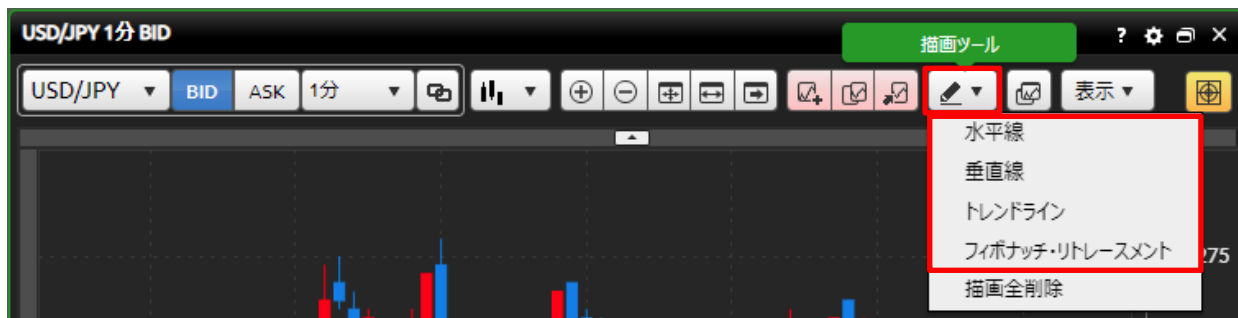 USD/JPY 1分 BID
描画ツール
?
USD/JPY
BID
ASK
1分
表示
水平線
垂直線
トレンドライン
フィボナッチ・リトレースメント
275
描画全削除